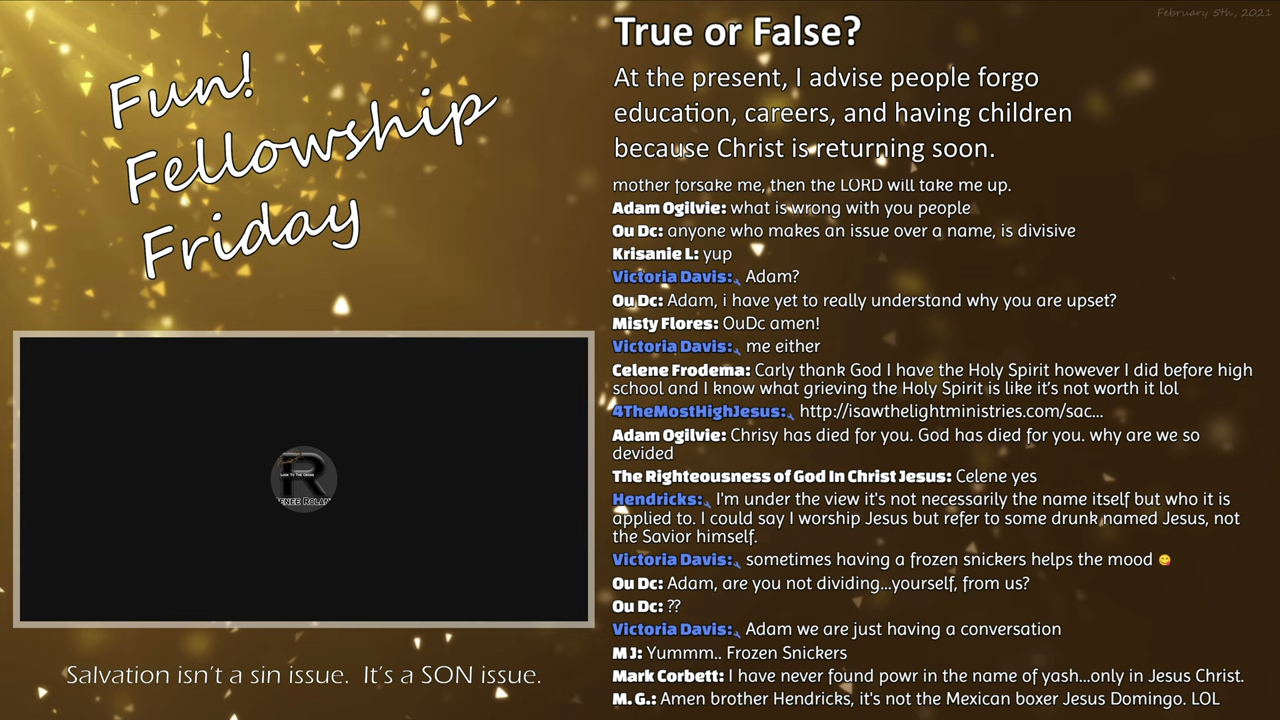 February 5th, 2021
Fun!
Fellowship
Friday
True or False?
At the present, I advise people forgo
education, careers, and having children
because Christ is returning soon.
mother forsake me, then the LORD will take me up.
Adam Ogilvie: what is wrong with you people
Ou Dc: anyone who makes an issue over a name, is divisive
Krisanie L: yup
Victoria Davis: Adam?
Ou Dc: Adam, i have yet to really understand why you are upset?
Misty Flores: OuDc amen!
Victoria Davis: me either
Celene Frodema: Carly thank God I have the Holy Spirit however I did before high
school and I know what grieving the Holy Spirit is like it's not worth it lol
4TheMostHighJesus: http://isawthelightministries.com/sac...
Adam Ogilvie: Chrisy has died for you. God has died for you. why are we so
devided
The Righteousness of God In Christ Jesus: Celene yes
Hendricks: I'm under the view it's not necessarily the name itself but who it is
applied to. I could say I worship Jesus but refer to some drunk named Jesus, not
the Savior himself.
Victoria Davis: sometimes having a frozen snickers helps the mood 😋
Ou Dc: Adam, are you not dividing...yourself, from us?
Ou Dc: ??
Victoria Davis: Adam we are just having a conversation
M J: Yummm.. Frozen Snickers
Mark Corbett: I have never found powr in the name of yash...only in Jesus Christ.
M. G.: Amen brother Hendricks, it's not the Mexican boxer Jesus Domingo. LOL
R
Look To The Cross
Salvation isn't a sin issue. It's a SON issue.